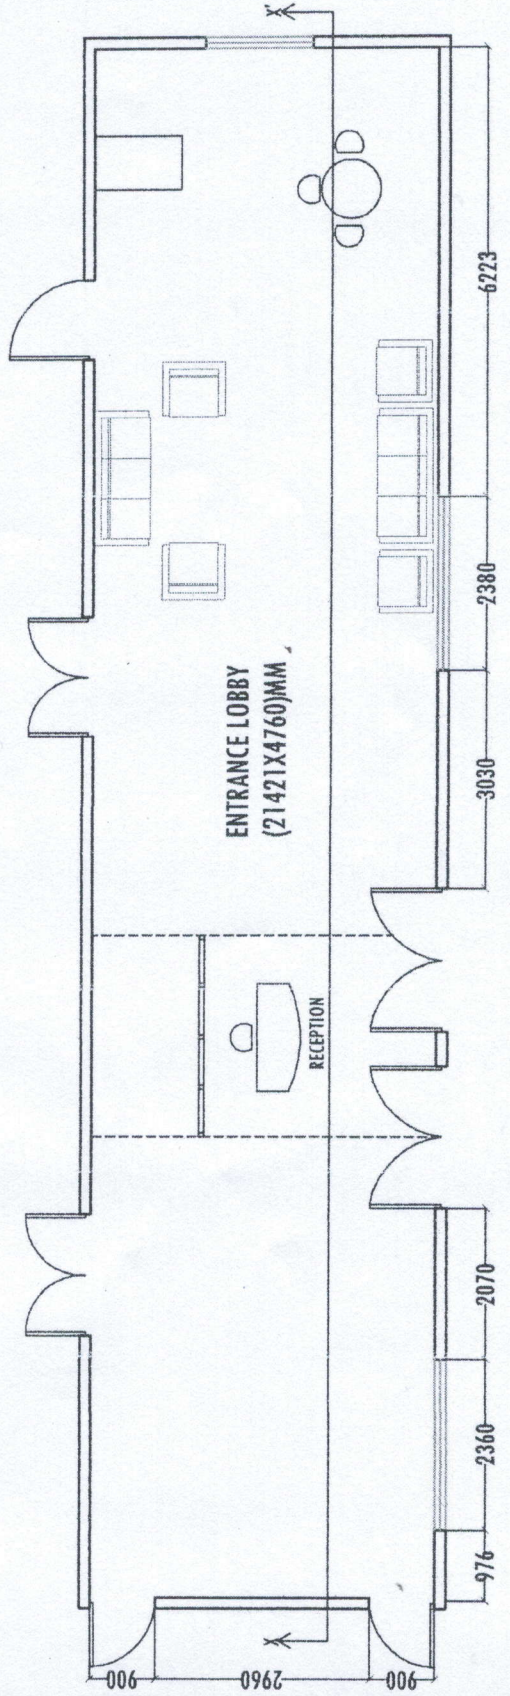 X'
6223
2380
ENTRANCE LOBBY
(21421X4760)MM
3030
RECEPTION
2070
2360
976
X
900
2960
900